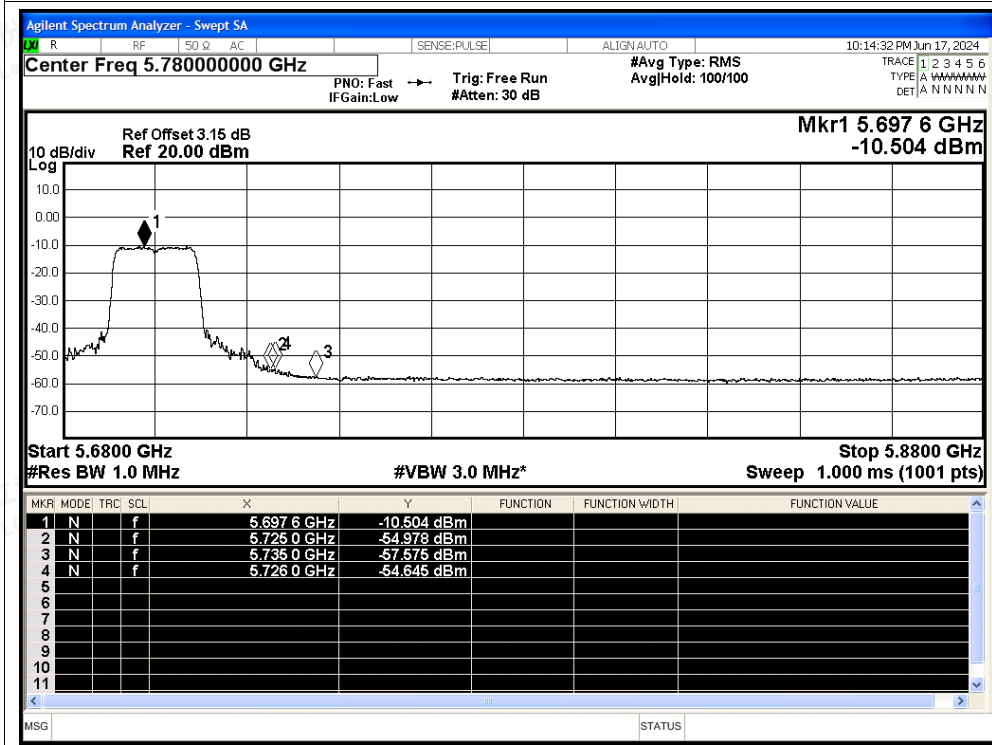 Agilent Spectrum Analyzer - Swept SA
LXI R RF 50 Ω AC SENSE:PULSE ALIGN AUTO 10:14:32 PM Jun 17, 2024
Center Freq 5.780000000 GHz
PNO: Fast
IFGain:Low
Trig: Free Run
#Atten: 30 dB
#Avg Type: RMS
Avg|Hold: 100/100
TRACE 1 2 3 4 5 6
TYPE A WWWWW
DET A N N N N N
Mkr1 5.697 6 GHz
-10.504 dBm
Ref Offset 3.15 dB
10 dB/div Ref 20.00 dBm
Log
10.0
0.00
-10.0
-20.0
-30.0
-40.0
-50.0
-60.0
-70.0
1
2 4
3
Start 5.6800 GHz Stop 5.8800 GHz
#Res BW 1.0 MHz #VBW 3.0 MHz* Sweep 1.000 ms (1001 pts)
MKR MODE TRC SCL X Y FUNCTION FUNCTION WIDTH FUNCTION VALUE
1 N f 5.697 6 GHz -10.504 dBm
2 N f 5.725 0 GHz -54.978 dBm
3 N f 5.735 0 GHz -57.575 dBm
4 N f 5.726 0 GHz -54.645 dBm
5
6
7
8
9
10
11
MSG STATUS